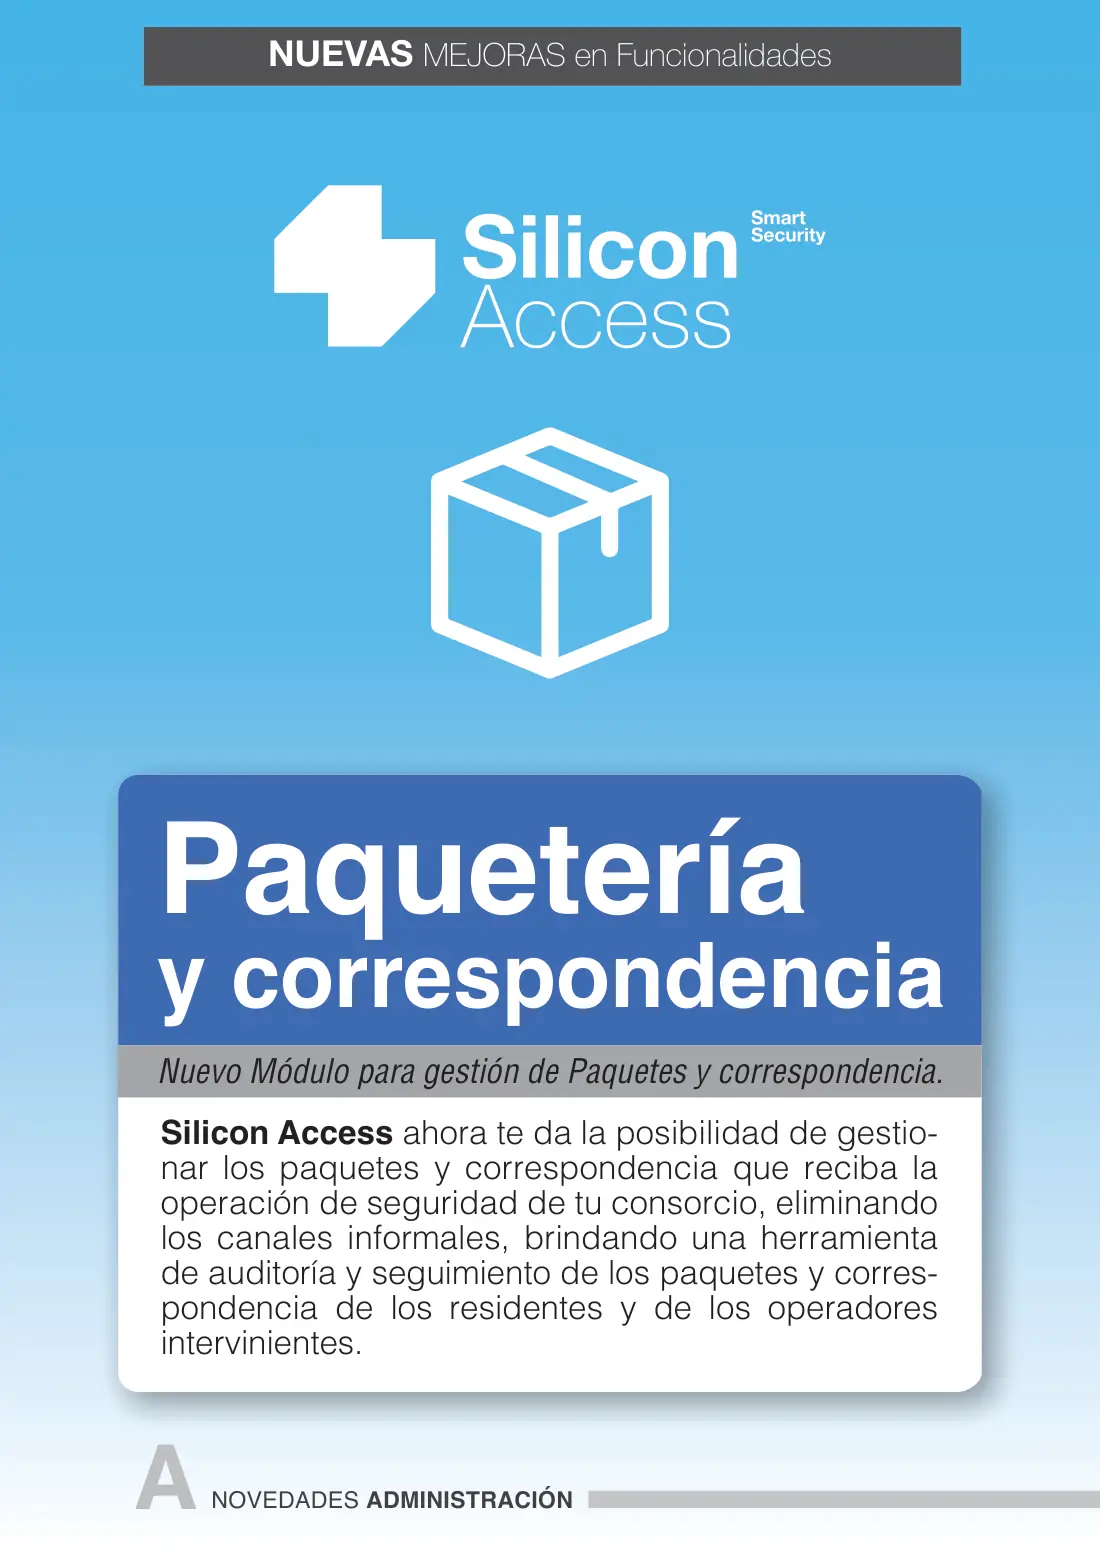 NUEVAS MEJORAS en Funcionalidades
Silicon
Access
Smart
Security
Paquetería
y correspondencia
Nuevo Módulo para gestión de Paquetes y correspondencia.
Silicon Access ahora te da la posibilidad de gestio-
nar los paquetes y correspondencia que reciba la
operación de seguridad de tu consorcio, eliminando
los canales informales, brindando una herramienta
de auditoría y seguimiento de los paquetes y corres-
pondencia de los residentes y de los operadores
intervinientes.
A NOVEDADES ADMINISTRACIÓN